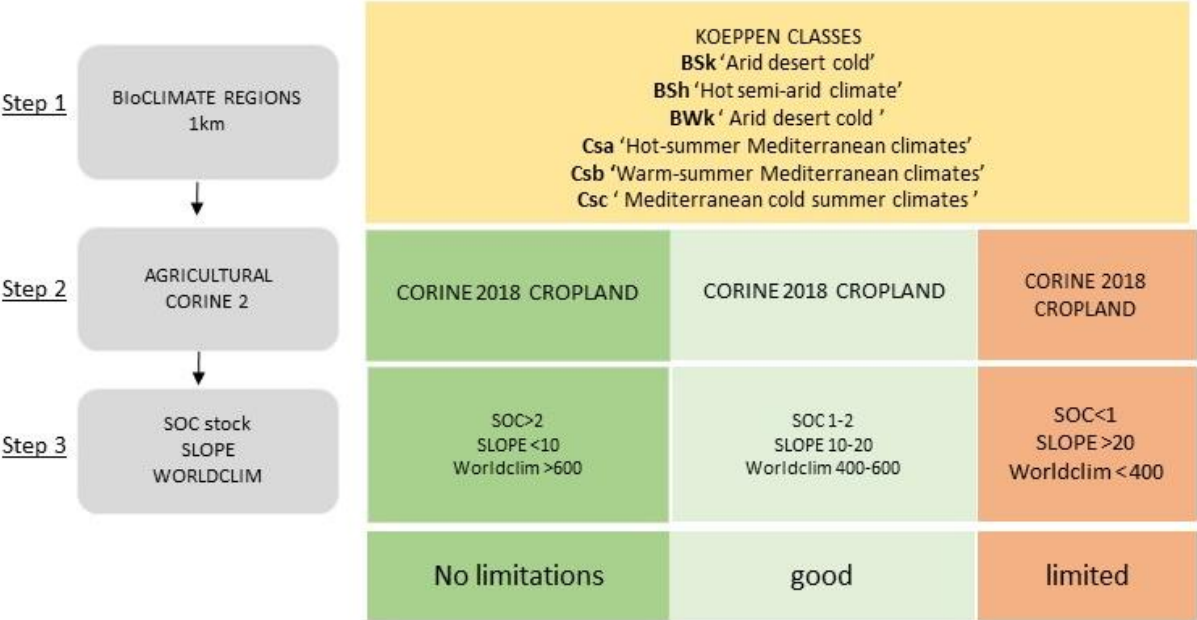 Step 1
BIoCLIMATE REGIONS
1km
KOEPPEN CLASSES
BSk 'Arid desert cold'
BSh 'Hot semi-arid climate'
BWk ' Arid desert cold '
Csa 'Hot-summer Mediterranean climates'
Csb 'Warm-summer Mediterranean climates'
Csc ' Mediterranean cold summer climates '
Step 2
AGRICULTURAL
CORINE 2
CORINE 2018 CROPLAND
CORINE 2018 CROPLAND
CORINE 2018
CROPLAND
Step 3
SOC stock
SLOPE
WORLDCLIM
SOC>2
SLOPE <10
Worldclim >600
SOC 1-2
SLOPE 10-20
Worldclim 400-600
SOC<1
SLOPE >20
Worldclim <400
No limitations
good
limited